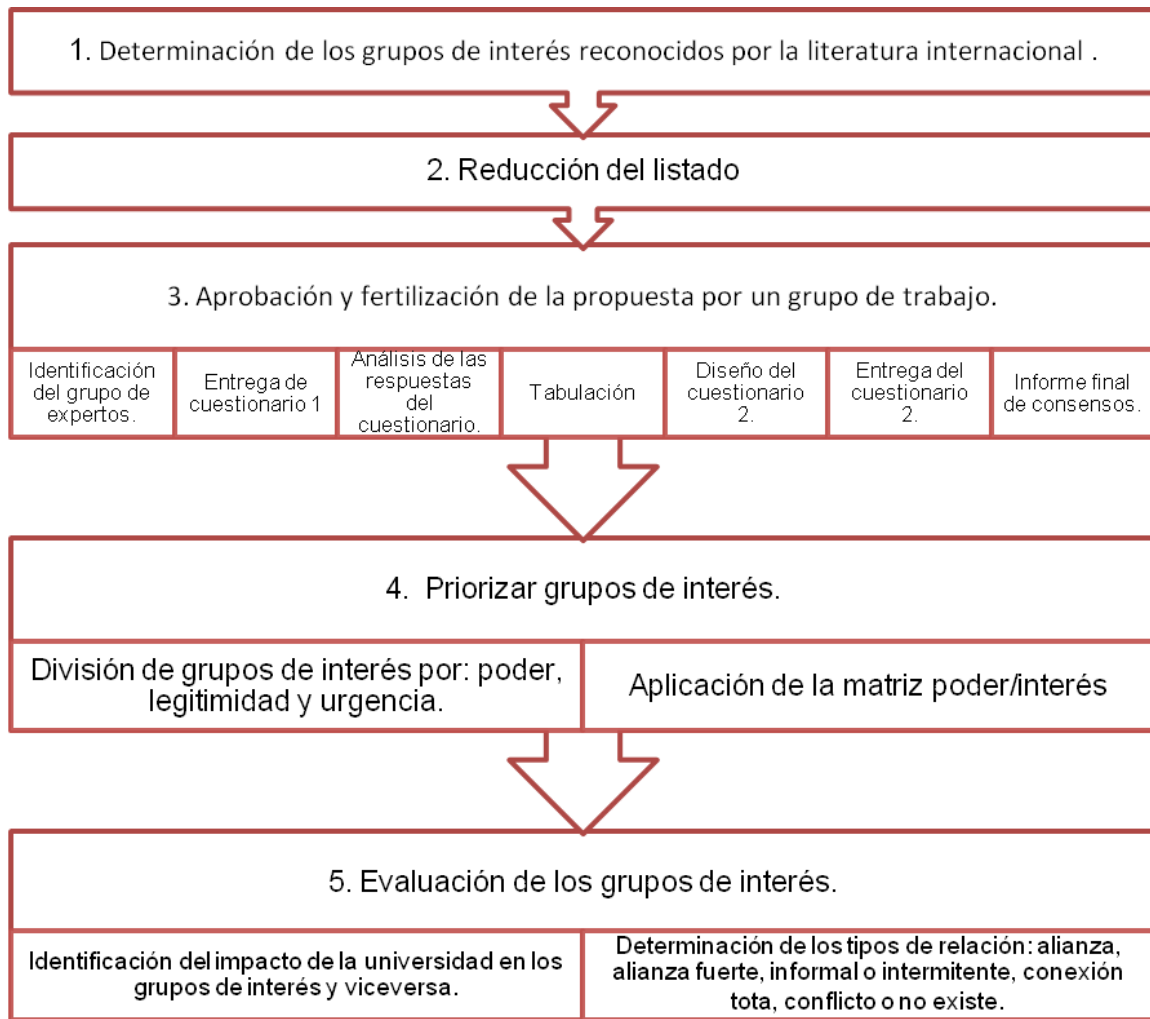 1. Determinación de los grupos de interés reconocidos por la literatura internacional .
2. Reducción del listado
3. Aprobación y fertilización de la propuesta por un grupo de trabajo.
Identificación
del grupo de
expertos.
Entrega de
cuestionario 1
Análisis de las
respuestas
del
cuestionario.
Tabulación
Diseño del
cuestionario
2.
Entrega del
cuestionario
2.
Informe final
de consensos.
4. Priorizar grupos de interés.
División de grupos de interés por: poder,
legitimidad y urgencia.
Aplicación de la matriz poder/interés
5. Evaluación de los grupos de interés.
Identificación del impacto de la universidad en los
grupos de interés y viceversa.
Determinación de los tipos de relación: alianza,
alianza fuerte, informal o intermitente, conexión
tota, conflicto o no existe.